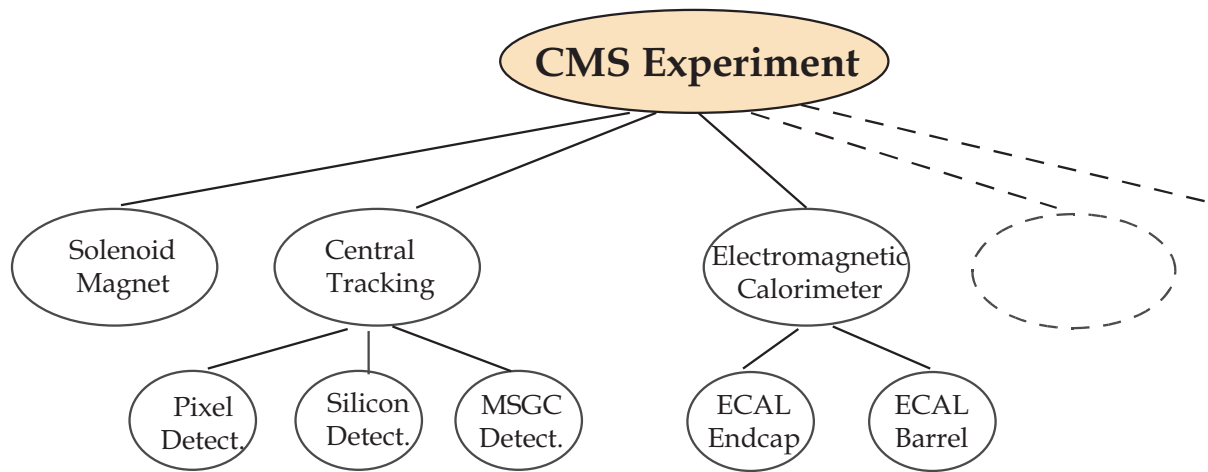 CMS Experiment
Solenoid
Magnet
Central
Tracking
Electromagnetic
Calorimeter
Pixel
Detect.
Silicon
Detect.
MSGC
Detect.
ECAL
Endcap
ECAL
Barrel